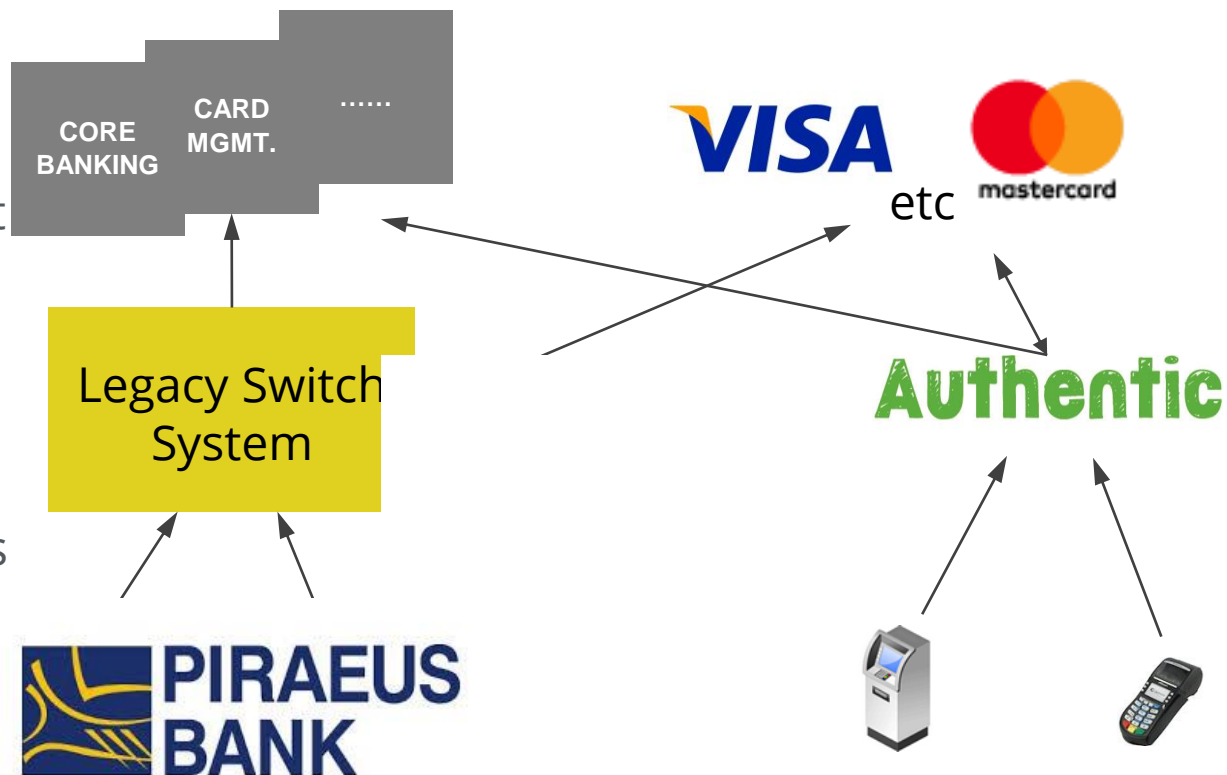 CORE
BANKING
CARD
MGMT.
......
VISA
mastercard
etc
t
Legacy Switch
System
Authentic
s
PIRAEUS
BANK